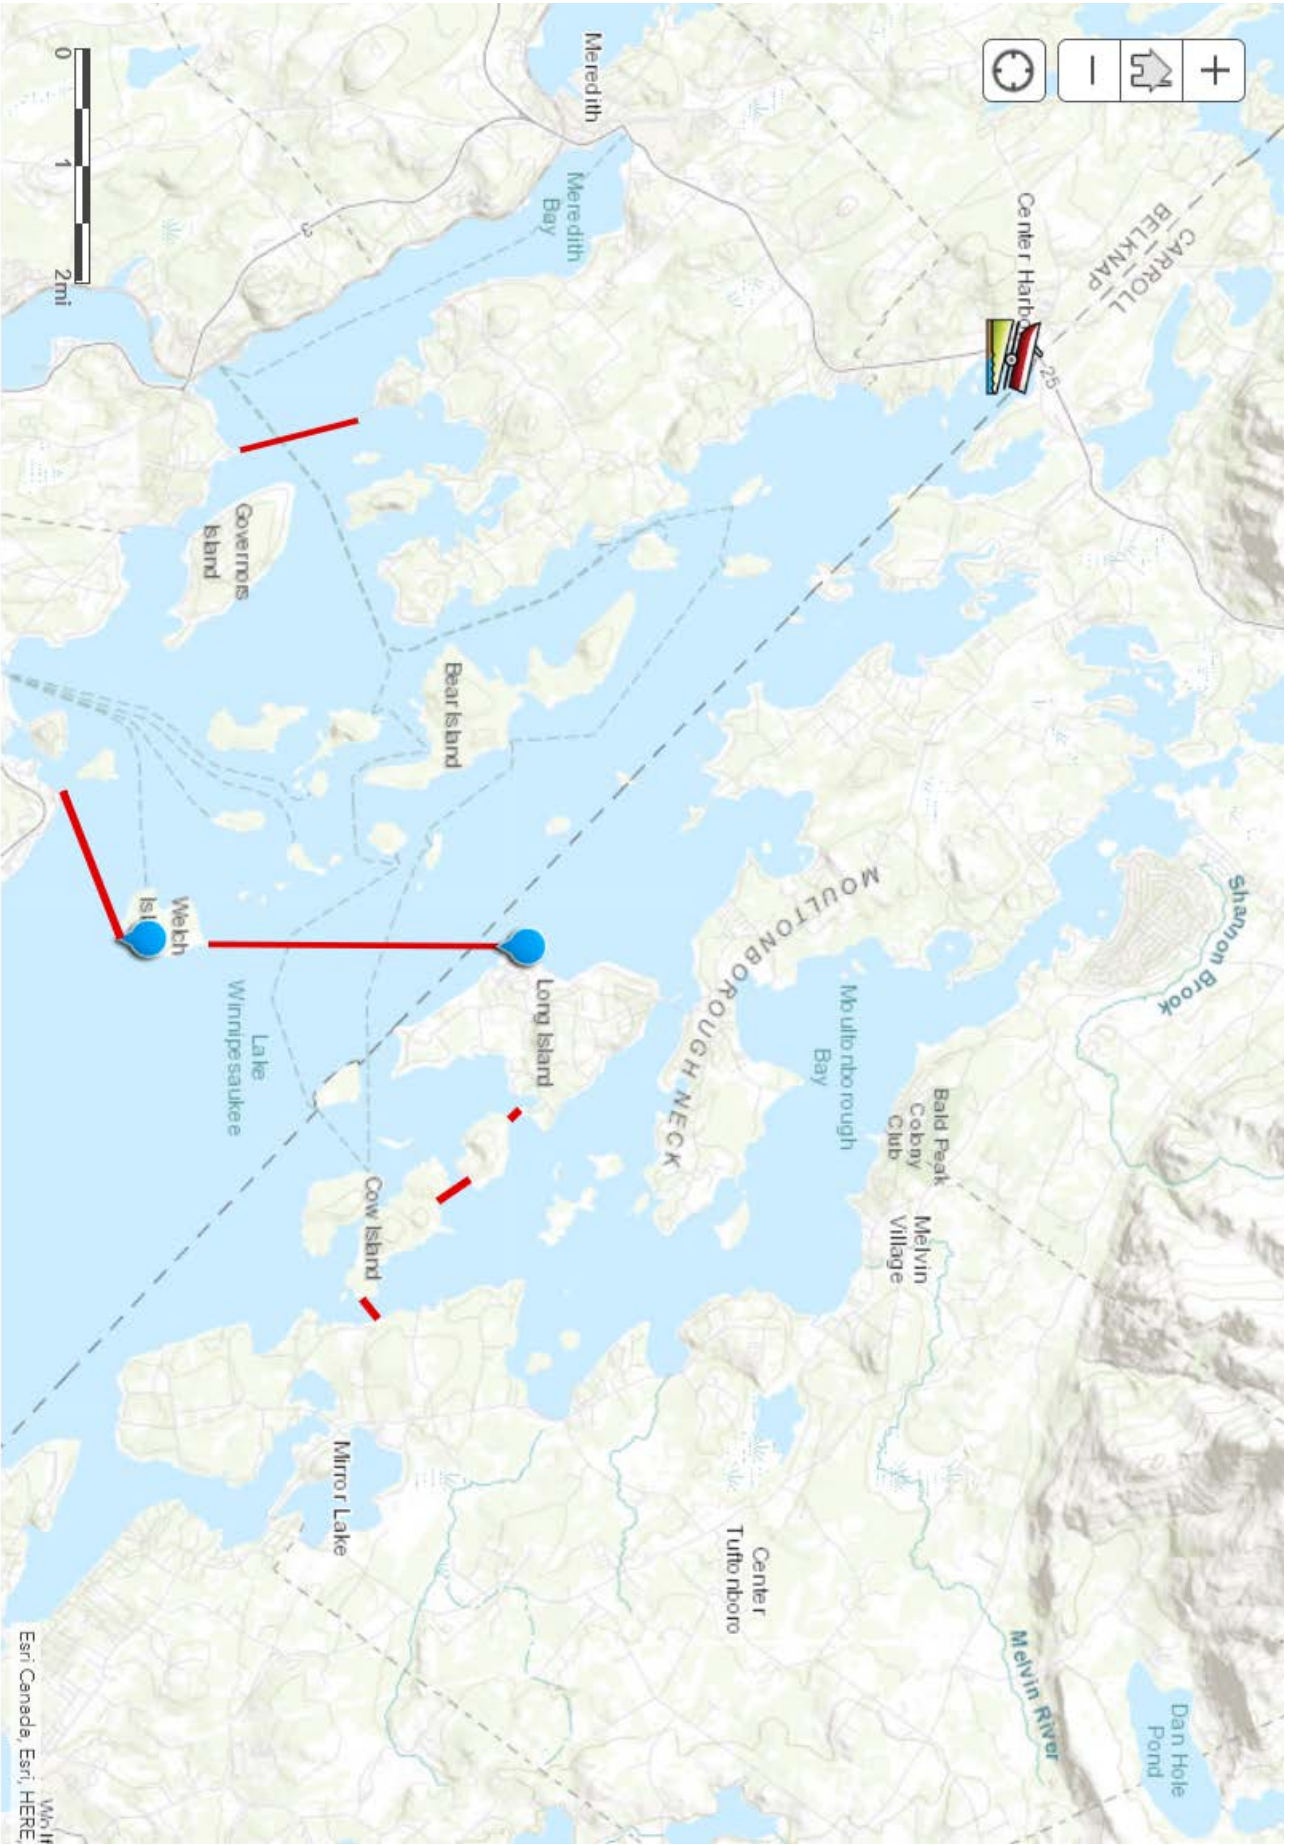 CARROLL
BELKNAP
Center Harbo
25
Meredith
Meredith
Bay
3
0 1 2mi
Shannon Brook
MOULTONBOROUGH NECK
Moultonborough
Bay
Bald Peak
Colony
Club
Melvin
Village
Governors
Island
Bear Island
Long Island
Welch
Isl
Lake
Winnipesaukee
Cow Island
Mirror Lake
Center
Tuftonboro
Melvin River
Dan Hole
Pond
Esri Canada, Esri, HERE,